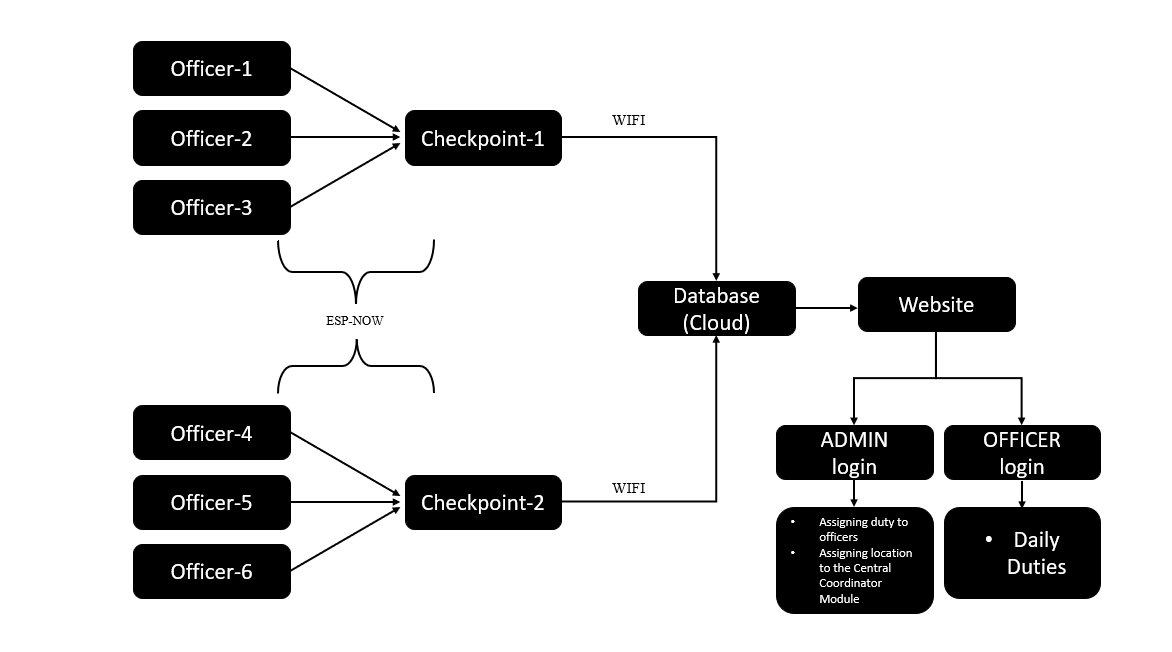 Officer-1
Officer-2
Officer-3
Checkpoint-1
WIFI
ESP-NOW
Officer-4
Officer-5
Officer-6
Checkpoint-2
WIFI
Database
(Cloud)
Website
ADMIN
login
OFFICER
login
• Assigning duty to
officers
• Assigning location
to the Central
Coordinator
Module
• Daily
Duties